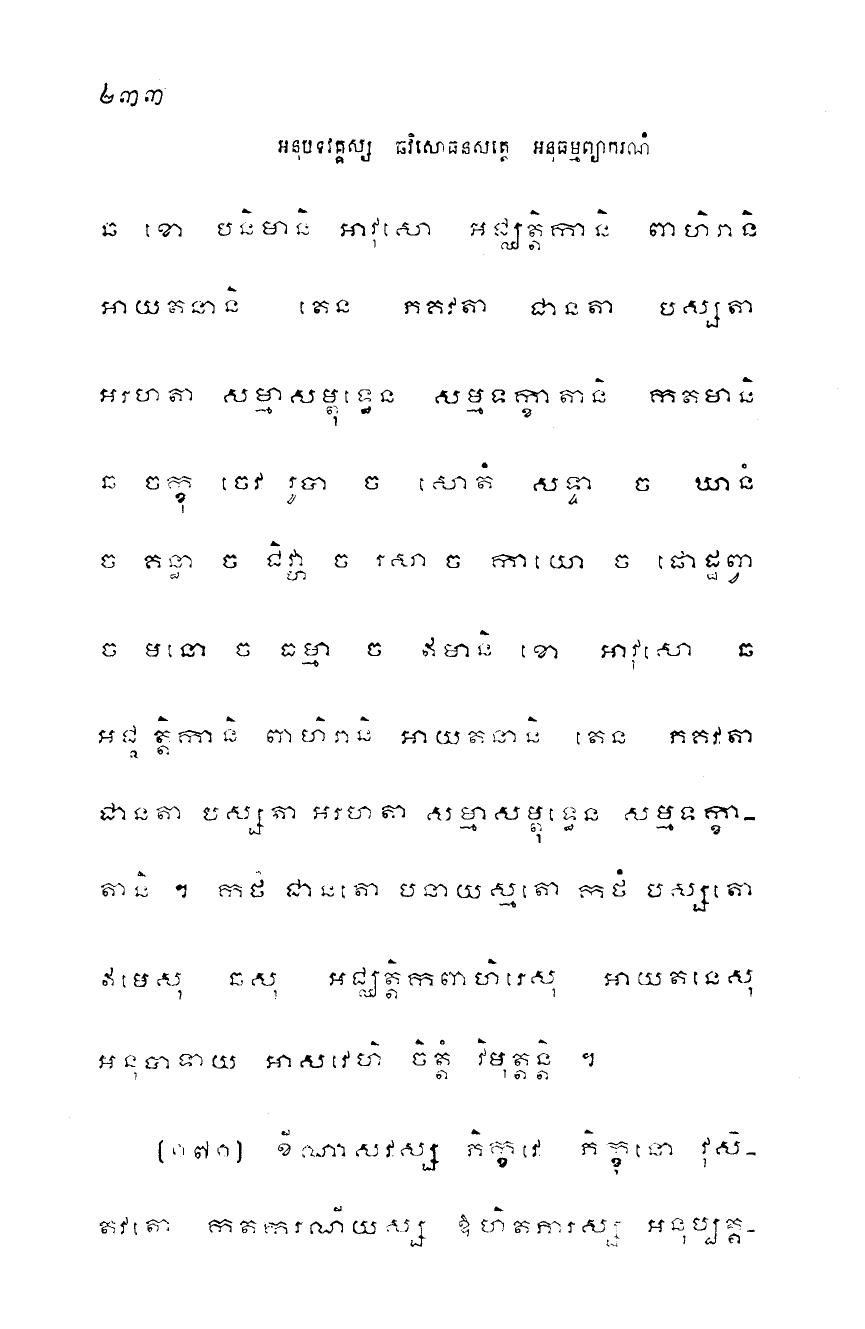 ២៣៣
អនុបទវគ្គស្ស ឆវិសោធនសុត្តេ អនុធម្មព្យាករណំ
ឆ ខោ បនិមានិ អាវុសោ អជ្ឈត្តិកានិ ពាហិរានិ
អាយតនានិ តេន ភគវតា ជានតា បស្សតា
អរហតា សម្មាសម្ពុទ្ធេន សម្មទក្ខាតានិ កតមានិ
ឆ ចក្ខុ ចេវ រូបា ច សោតំ សទ្ទា ច ឃានំ
ច គន្ធា ច ជិវ្ហា ច រសា ច កាយោ ច ផោដ្ឋព្វា
ច មនោ ច ធម្មា ច ឥមានិ ខោ អាវុសោ ឆ
អជ្ឈត្តិកានិ ពាហិរានិ អាយតនានិ តេន ភគវតា
ជានតា បស្សតា អរហតា សម្មាសម្ពុទ្ធេន សម្មទក្ខា-
តានិ ។ កថំ ជានតោ បនាយស្មតោ កថំ បស្សតោ
ឥមេសុ ឆសុ អជ្ឈត្តិកពាហិរេសុ អាយតនេសុ
អនុបាទាយ អាសវេហិ ចិត្តំ វិមុត្តន្តិ ។
(១៧១) ខីណាសវស្ស ភិក្ខវេ ភិក្ខុនោ វុសិ-
តវតោ កតករណីយស្ស ឱហិតភារស្ស អនុប្បត្ត-